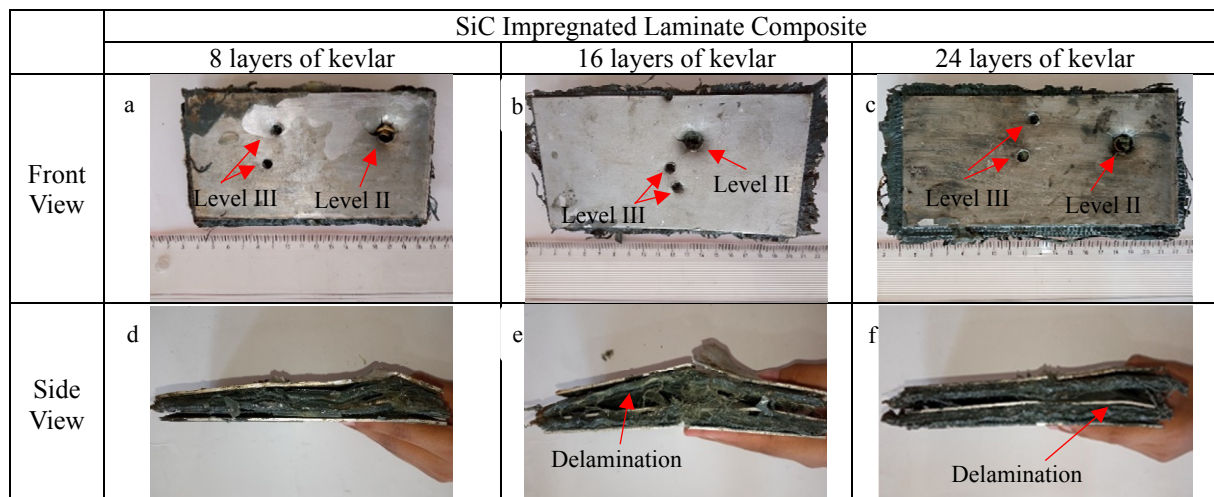 SiC Impregnated Laminate Composite
8 layers of kevlar
16 layers of kevlar
24 layers of kevlar
Front
View
a
Level III
Level II
b
Level II
Level III
c
Level III
Level II
Side
View
d
e
Delamination
f
Delamination